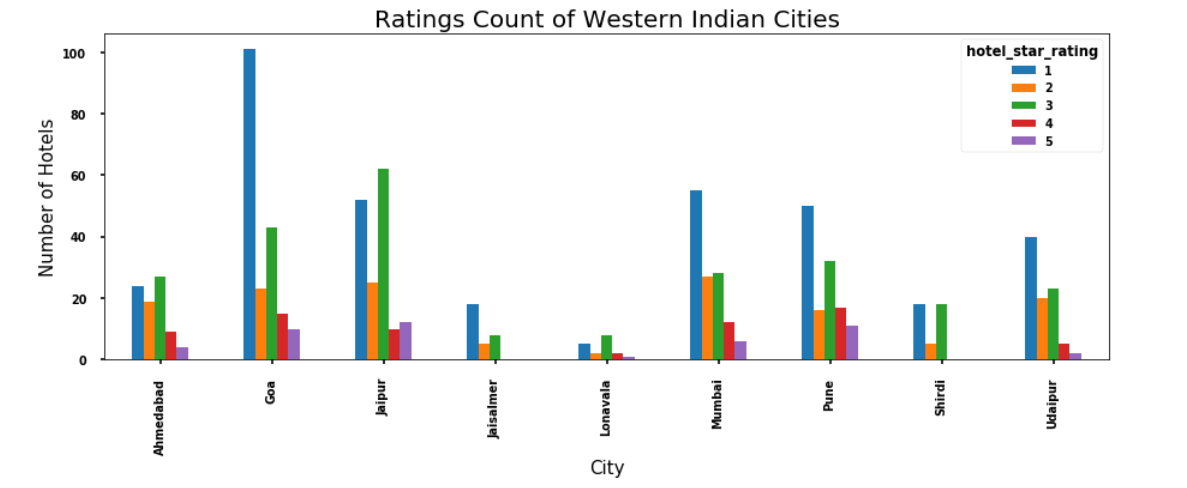 Ratings Count of Western Indian Cities
hotel_star_rating
1
2
3
4
5
Number of Hotels
100
80
60
40
20
0
Ahmedabad
Goa
Jaipur
Jaisalmer
Lonavala
Mumbai
Pune
Shirdi
Udaipur
City